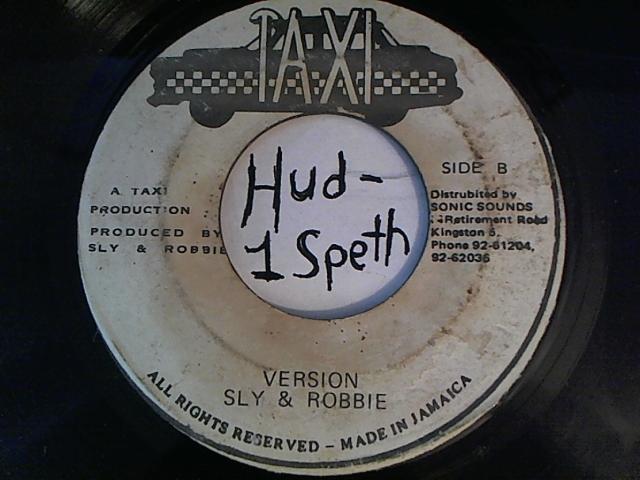 TAXI
A TAXI
PRODUCTION
PRODUCED BY
SLY & ROBBIE
Hud-
1 Speth
SIDE B
Distrubited by
SONIC SOUNDS
Retirement Road
Kingston 5.
Phone 92-61204,
92-62036
VERSION
SLY & ROBBIE
ALL RIGHTS RESERVED - MADE IN JAMAICA